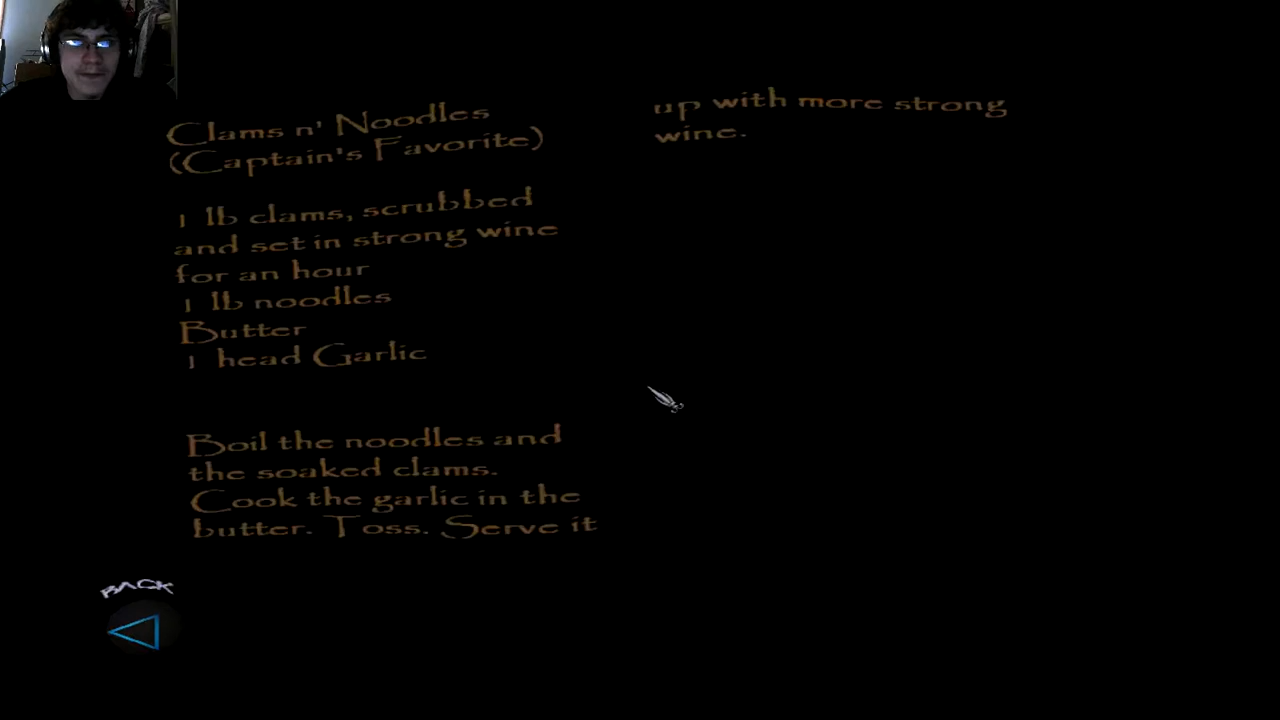 Clams n' Noodles
(Captain's Favorite)
1 lb clams, scrubbed
and set in strong wine
for an hour
1 lb noodles
Butter
1 head Garlic
Boil the noodles and
the soaked clams.
Cook the garlic in the
butter. Toss. Serve it
up with more strong
wine.
BACK